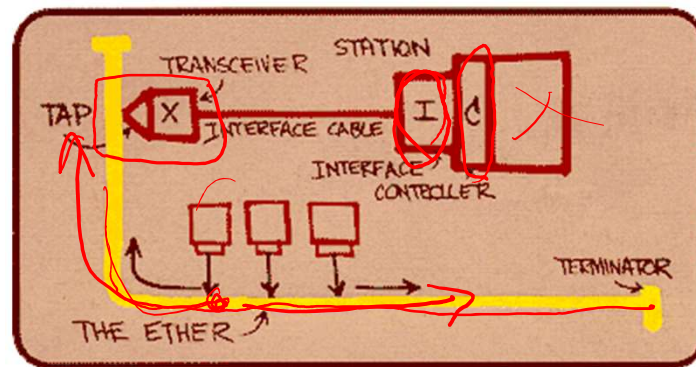 STATION
TRANSCEIVER
TAP
X
I
C
INTERFACE CABLE
INTERFACE
CONTROLLER
TERMINATOR
THE ETHER